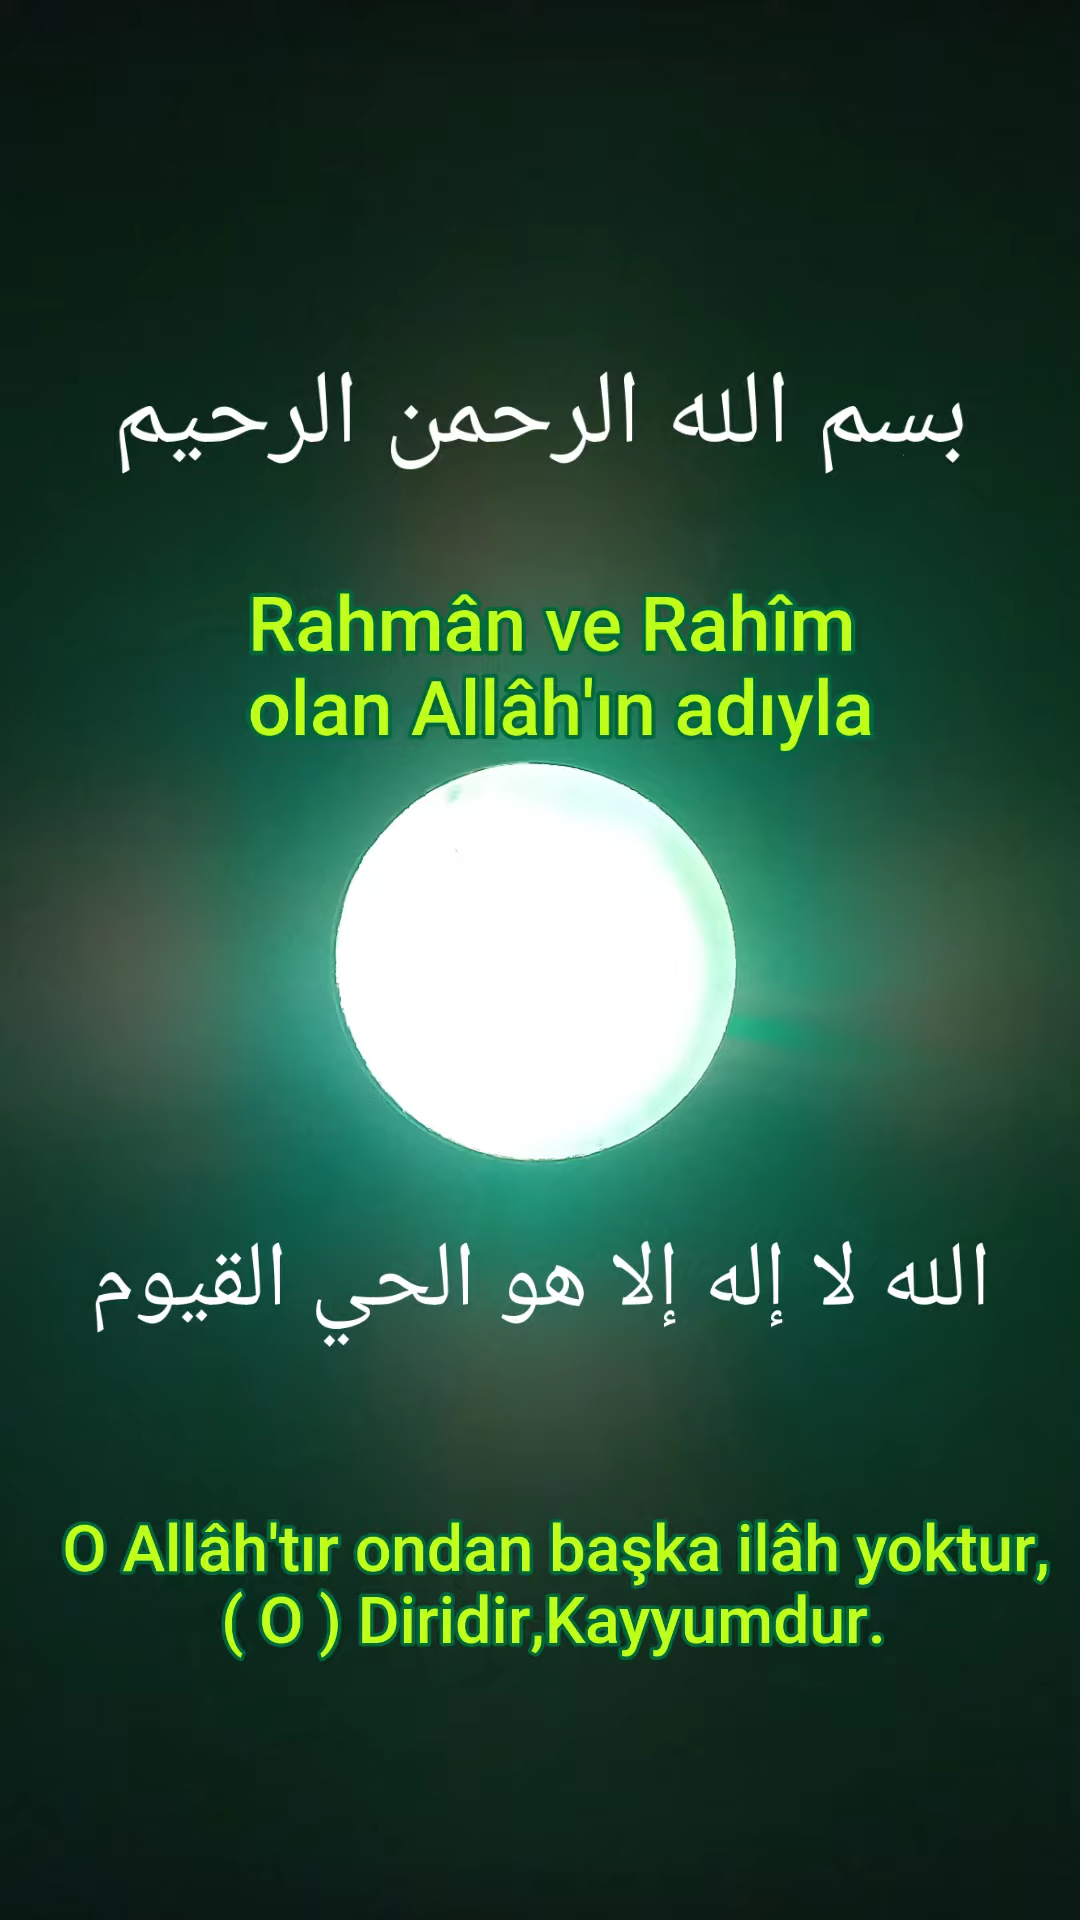 بسم الله الرحمن الرحيم
Rahmân ve Rahîm
olan Allâh'ın adıyla
الله لا إله إلا هو الحي القيوم
O Allâh'tır ondan başka ilâh yoktur,
( O ) Diridir,Kayyumdur.